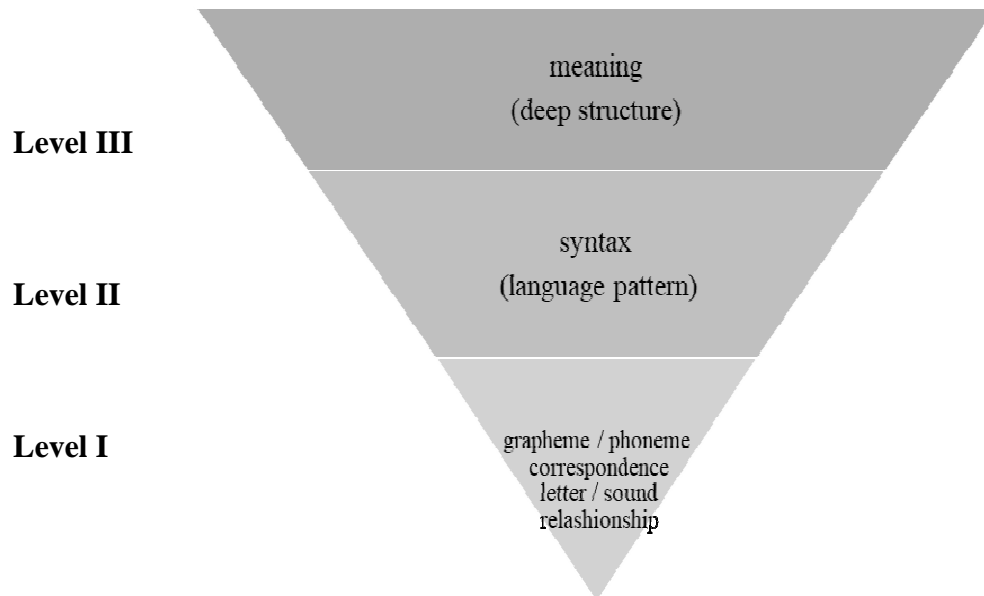 meaning
(deep structure)
Level III
syntax
(language pattern)
Level II
Level I
grapheme / phoneme
correspondence
letter / sound
relashionship